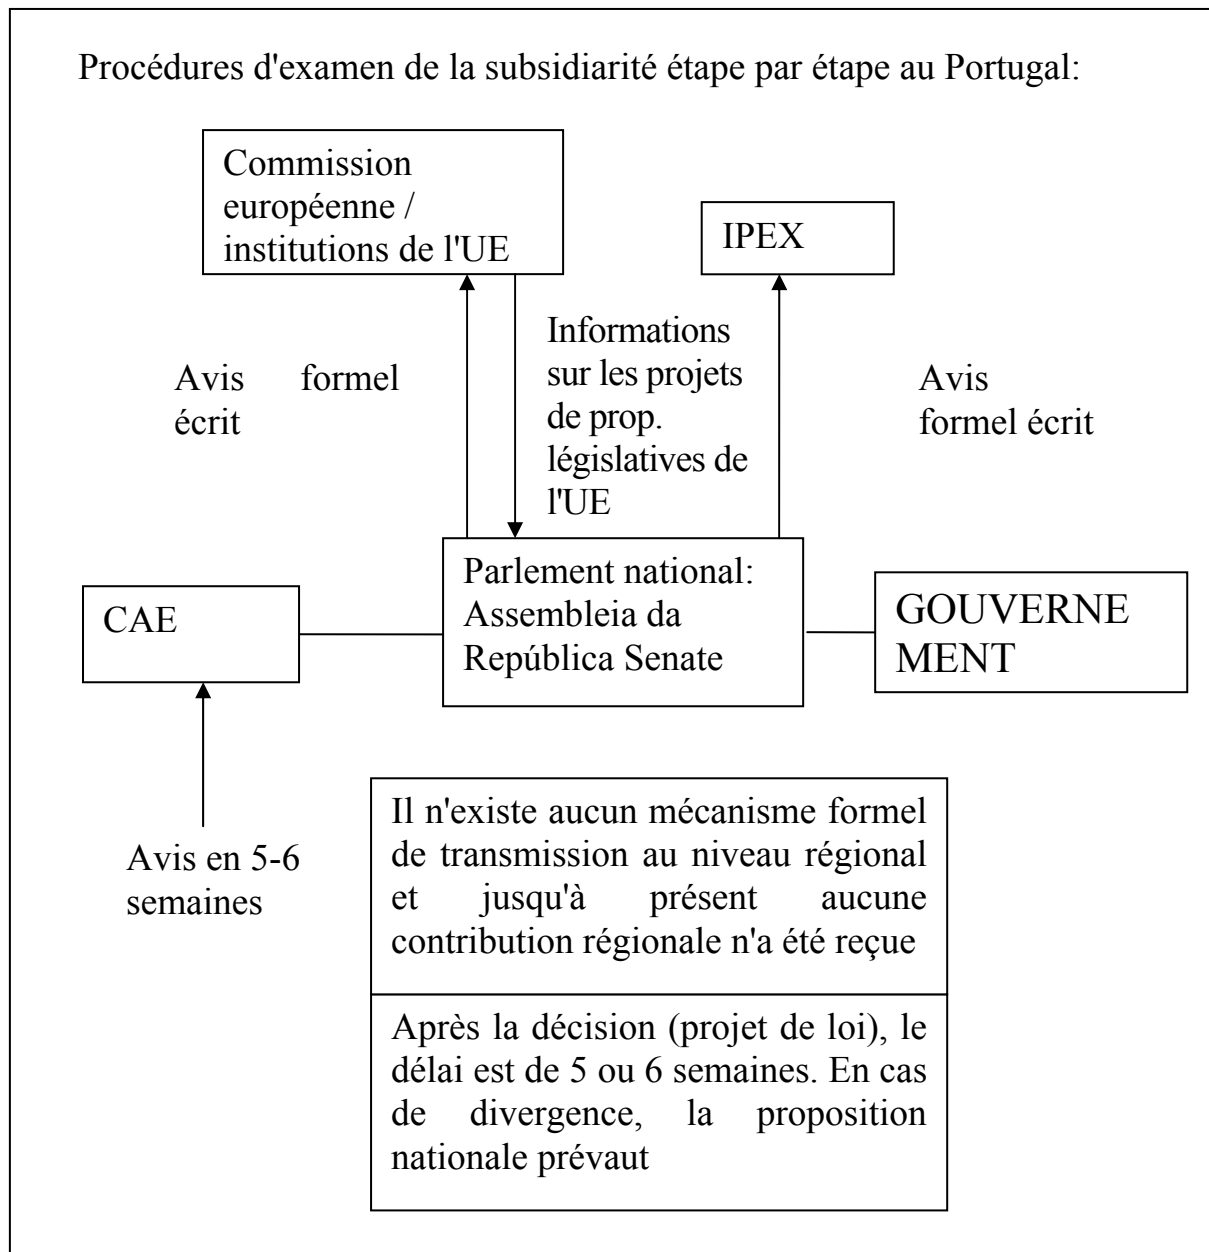 Procédures d'examen de la subsidiarité étape par étape au Portugal:
Commission
européenne /
institutions de l'UE
IPEX
Avis formel
écrit
Informations
sur les projets
de prop.
législatives de
l'UE
Avis
formel écrit
CAE
Parlement national:
Assembleia da
República Senate
GOUVERNE
MENT
Avis en 5-6
semaines
Il n'existe aucun mécanisme formel
de transmission au niveau régional
et jusqu'à présent aucune
contribution régionale n'a été reçue
Après la décision (projet de loi), le
délai est de 5 ou 6 semaines. En cas
de divergence, la proposition
nationale prévaut